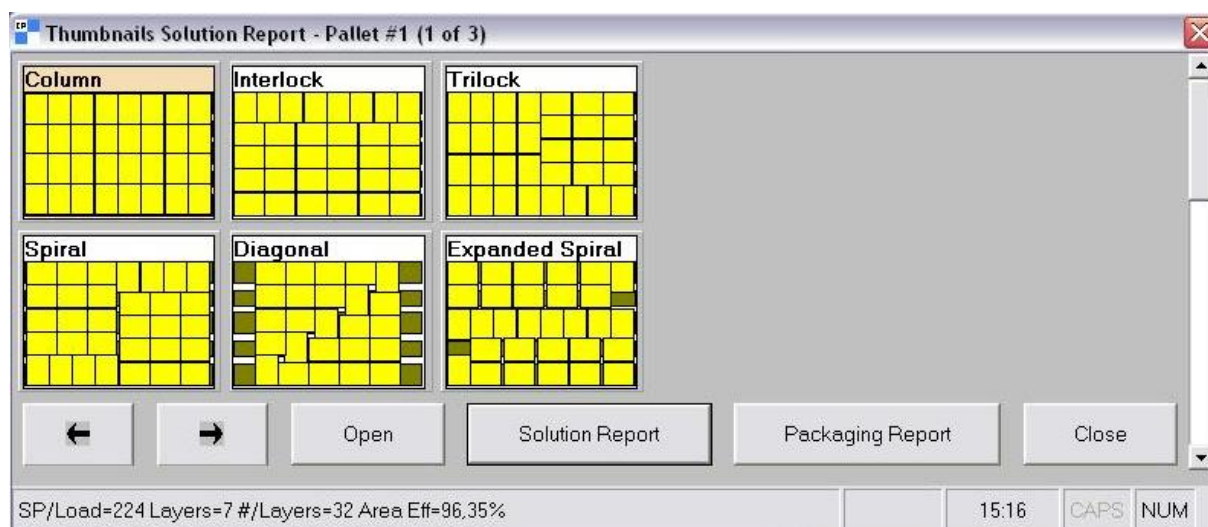 CP
Thumbnails Solution Report - Pallet #1 (1 of 3)
Column Interlock Trilock
Spiral Diagonal Expanded Spiral
Open Solution Report Packaging Report Close
SP/Load=224 Layers=7 #/Layers=32 Area Eff=96,35% 15:16 CAPS NUM